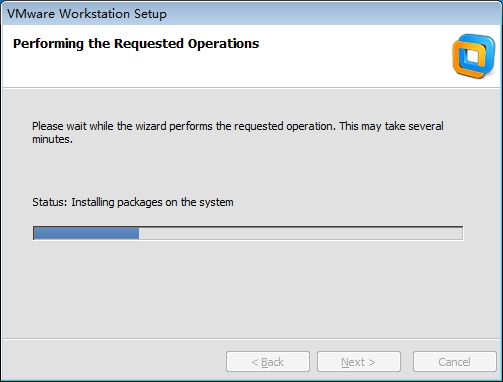 VMware Workstation Setup
Performing the Requested Operations
Please wait while the wizard performs the requested operation. This may take several
minutes.
Status: Installing packages on the system
< Back Next > Cancel